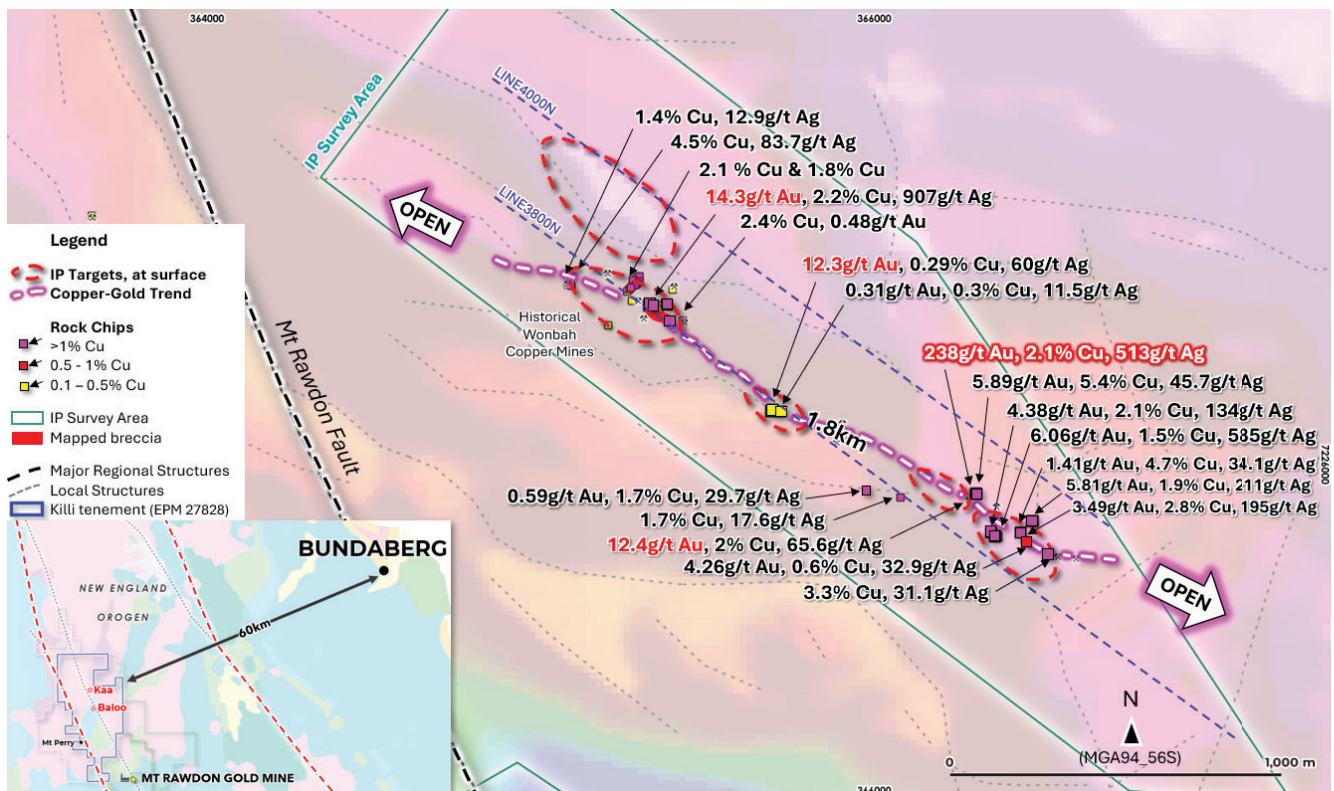 364000
366000
IP Survey Area
LINE4000N
LINE3800N
1.4% Cu, 12.9g/t Ag
4.5% Cu, 83.7g/t Ag
2.1 % Cu & 1.8% Cu
14.3g/t Au, 2.2% Cu, 907g/t Ag
2.4% Cu, 0.48g/t Au
12.3g/t Au, 0.29% Cu, 60g/t Ag
0.31g/t Au, 0.3% Cu, 11.5g/t Ag
OPEN
Historical
Wonbah
Copper Mines
Mt Rawdon Fault
238g/t Au, 2.1% Cu, 513g/t Ag
5.89g/t Au, 5.4% Cu, 45.7g/t Ag
4.38g/t Au, 2.1% Cu, 134g/t Ag
6.06g/t Au, 1.5% Cu, 585g/t Ag
1.41g/t Au, 4.7% Cu, 34.1g/t Ag
5.81g/t Au, 1.9% Cu, 211g/t Ag
3.49g/t Au, 2.8% Cu, 195g/t Ag
1.8km
7226000
0.59g/t Au, 1.7% Cu, 29.7g/t Ag
1.7% Cu, 17.6g/t Ag
12.4g/t Au, 2% Cu, 65.6g/t Ag
4.26g/t Au, 0.6% Cu, 32.9g/t Ag
3.3% Cu, 31.1g/t Ag
OPEN
Legend
IP Targets, at surface
Copper-Gold Trend
Rock Chips
>1% Cu
0.5 - 1% Cu
0.1 – 0.5% Cu
IP Survey Area
Mapped breccia
Major Regional Structures
Local Structures
Killi tenement (EPM 27828)
BUNDABERG
NEW ENGLAND
OROGEN
60km
Kaa
Baloo
Mt Perry
MT RAWDON GOLD MINE
N
(MGA94_56S)
0
1,000 m
366000